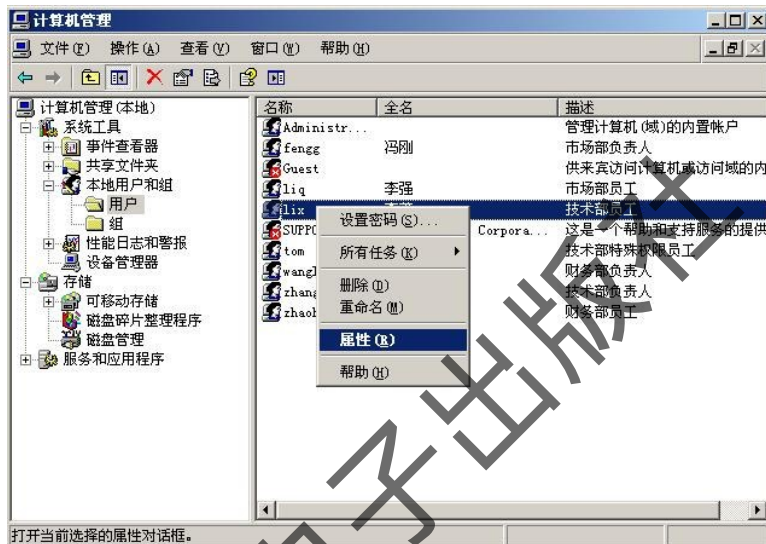 计算机管理
文件(F) 操作(A) 查看(V) 窗口(W) 帮助(H)
计算机管理(本地)
系统工具
事件查看器
共享文件夹
本地用户和组
用户
组
性能日志和警报
设备管理器
存储
可移动存储
磁盘碎片整理程序
磁盘管理
服务和应用程序
名称 全名 描述
Administr... 管理计算机(域)的内置帐户
fengg 冯刚 市场部负责人
Guest 供来宾访问计算机或访问域的内
liq 李强 市场部员工
lix 技术部员工
SUPPO Corpora... 这是一个帮助和支持服务的提供
tom 技术部特殊权限员工
wangl 财务部负责人
zhang 技术部负责人
zhaoh 财务部员工
设置密码(S)...
所有任务(K)
删除(D)
重命名(M)
属性(R)
帮助(H)
打开当前选择的属性对话框。
电子出版社